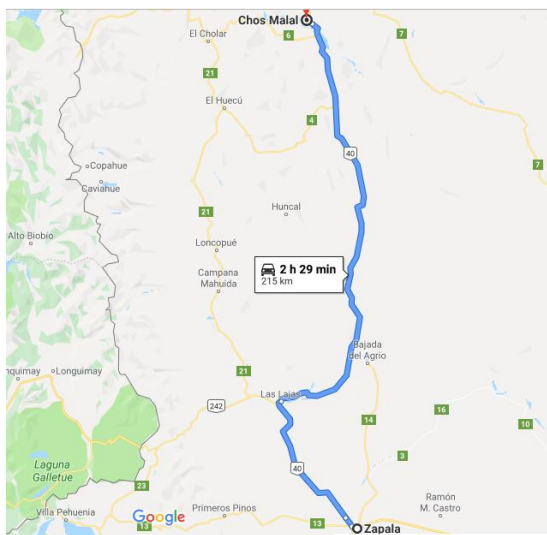 Chos Malal
El Cholar
6
7
21
El Huecú
4
40
Copahue
7
Caviahue
21
Huncal
Alto Biobío
Loncopué
2 h 29 min
215 km
Campana
Mahuida
Bajada
del Agrio
nquimay
Longuimay
21
Las Lajas
242
16
14
10
3
Laguna
Galletue
40
23
Ramón
M. Castro
Villa Pehuenia
Google
Primeros Pinos
13
13
Zapala